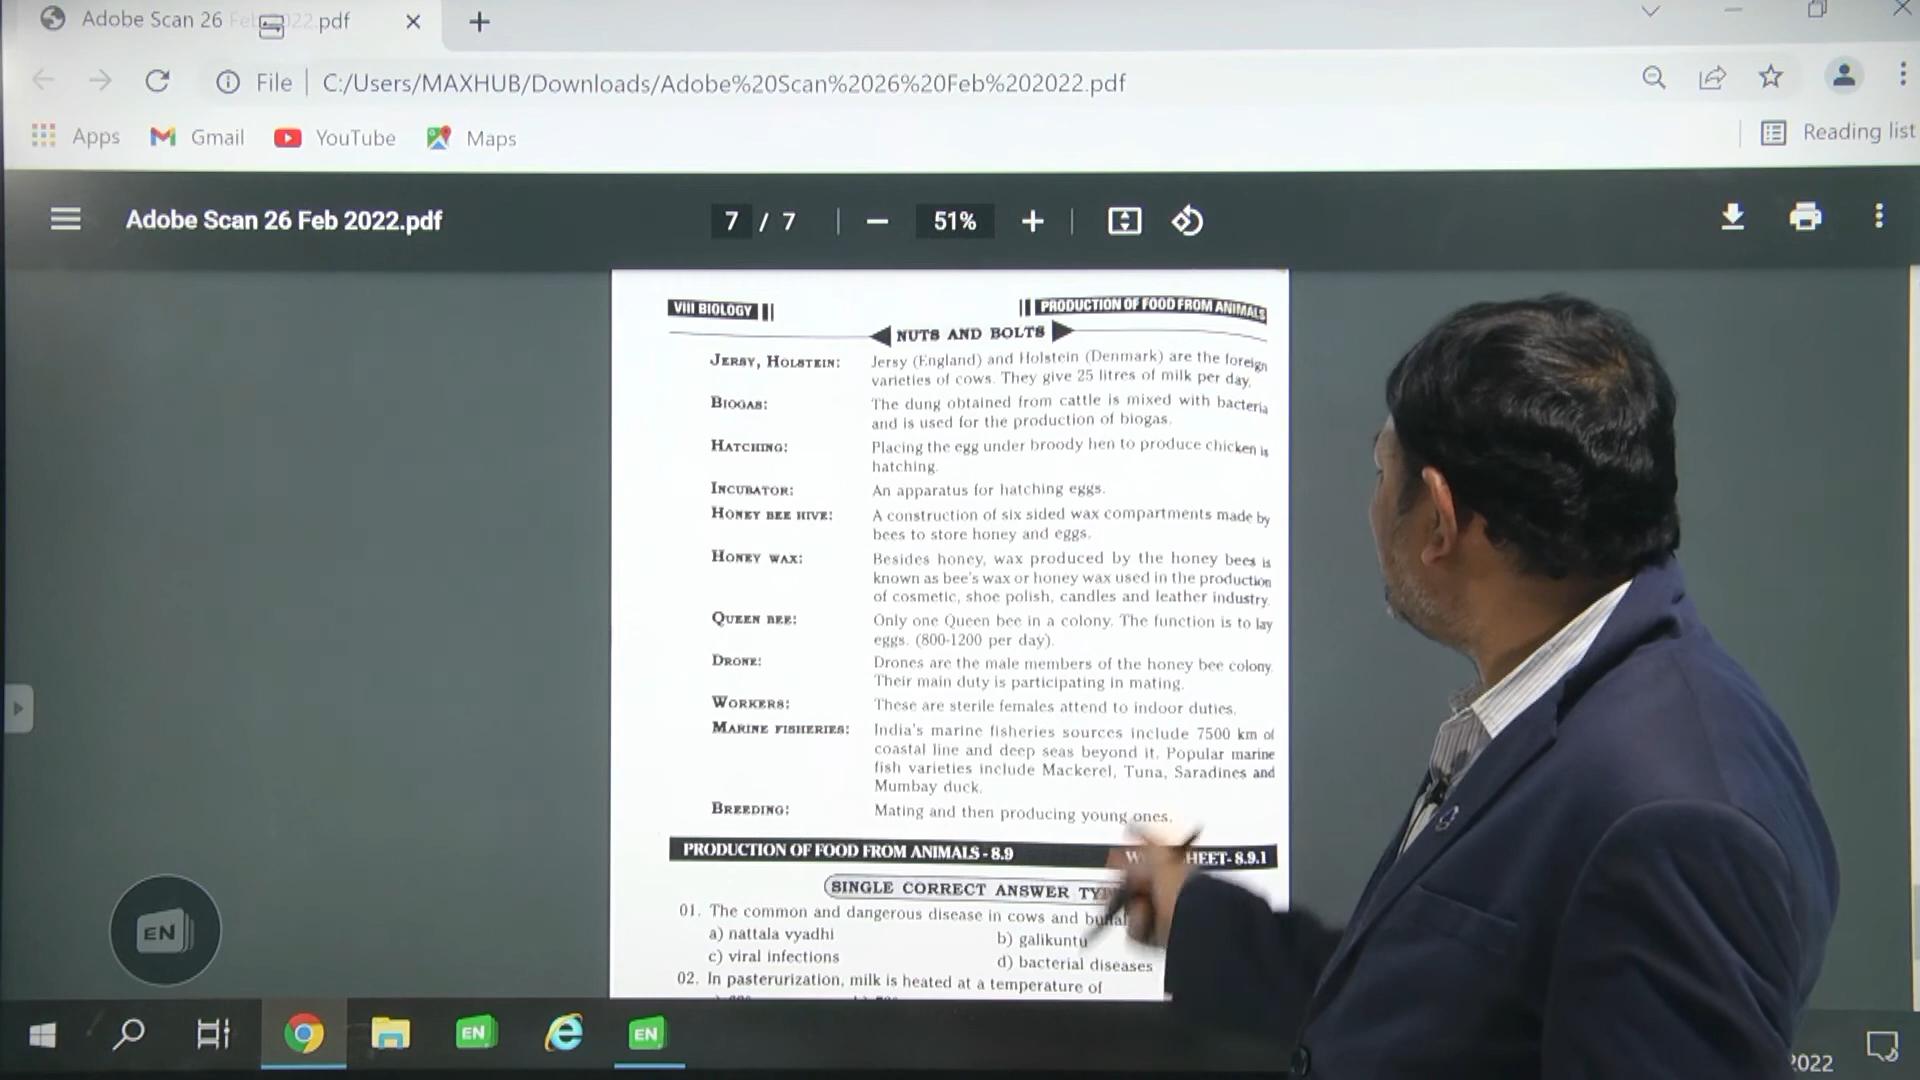 Adobe Scan 26 Feb 2022.pdf
File | C:/Users/MAXHUB/Downloads/Adobe%20Scan%2026%20Feb%202022.pdf
Apps Gmail YouTube Maps Reading list
Adobe Scan 26 Feb 2022.pdf 7 / 7 51%
VIII BIOLOGY PRODUCTION OF FOOD FROM ANIMALS
NUTS AND BOLTS
JERSY, HOLSTEIN: Jersy (England) and Holstein (Denmark) are the foreign
varieties of cows. They give 25 litres of milk per day.
BIOGAS: The dung obtained from cattle is mixed with bacteria
and is used for the production of biogas.
HATCHING: Placing the egg under broody hen to produce chicken is
hatching.
INCUBATOR: An apparatus for hatching eggs.
HONEY BEE HIVE: A construction of six sided wax compartments made by
bees to store honey and eggs.
HONEY WAX: Besides honey, wax produced by the honey bees is
known as bee's wax or honey wax used in the production
of cosmetic, shoe polish, candles and leather industry.
QUEEN BEE: Only one Queen bee in a colony. The function is to lay
eggs. (800-1200 per day).
DRONE: Drones are the male members of the honey bee colony.
Their main duty is participating in mating.
WORKERS: These are sterile females attend to indoor duties.
MARINE FISHERIES: India's marine fisheries sources include 7500 km of
coastal line and deep seas beyond it. Popular marine
fish varieties include Mackerel, Tuna, Saradines and
Mumbay duck.
BREEDING: Mating and then producing young ones.
PRODUCTION OF FOOD FROM ANIMALS - 8.9 HEET- 8.9.1
SINGLE CORRECT ANSWER
01. The common and dangerous disease in cows and
a) nattala vyadhi b) galikuntu
c) viral infections d) bacterial diseases
02. In pasterurization, milk is heated at a temperature of
EN
EN EN
2022